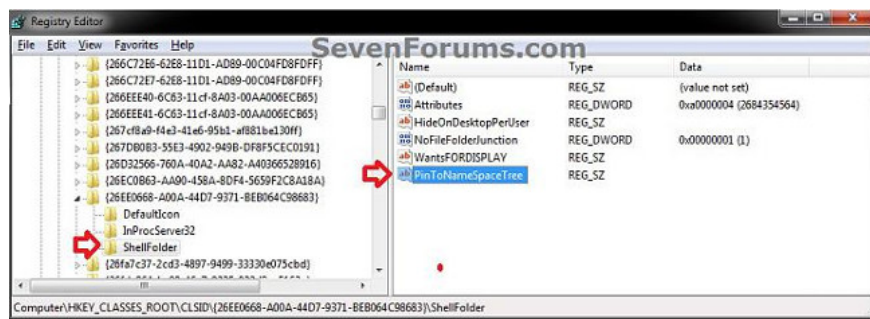 Registry Editor
File Edit View Favorites Help
SevenForums.com
{266C72E6-62E8-11D1-AD89-00C04FD8FDFF}
{266C72E7-62E8-11D1-AD89-00C04FD8FDFF}
{266EEE40-6C63-11cf-8A03-00AA006ECB65}
{266EEE41-6C63-11cf-8A03-00AA006ECB65}
{267cf8a9-f4e3-41e6-95b1-af881be130ff}
{267DB0B3-55E3-4902-949B-DF8F5CEC0191}
{26D32566-760A-40A2-AA82-A40366528916}
{26EC0B63-AA90-458A-8DF4-5659F2C8A18A}
{26EE0668-A00A-44D7-9371-BEB064C98683}
DefaultIcon
InProcServer32
ShellFolder
{26fa7c37-2cd3-4897-9499-33330e075cbd}
Name Type Data
(Default) REG_SZ (value not set)
Attributes REG_DWORD 0xa0000004 (2684354564)
HideOnDesktopPerUser REG_SZ
NoFileFolderJunction REG_DWORD 0x00000001 (1)
WantsFORDISPLAY REG_SZ
PinToNameSpaceTree REG_SZ
Computer\HKEY_CLASSES_ROOT\CLSID\{26EE0668-A00A-44D7-9371-BEB064C98683}\ShellFolder